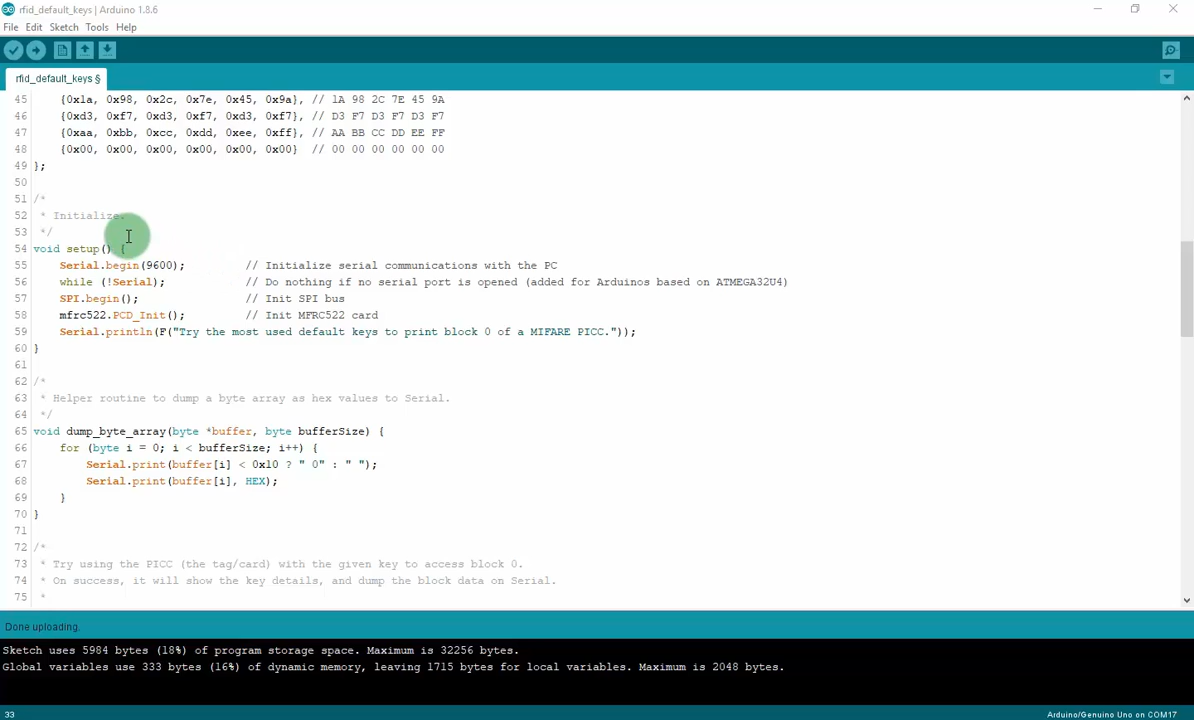 rfid_default_keys | Arduino 1.8.6
File Edit Sketch Tools Help
rfid_default_keys §
45 {0x1a, 0x98, 0x2c, 0x7e, 0x45, 0x9a}, // 1A 98 2C 7E 45 9A
46 {0xd3, 0xf7, 0xd3, 0xf7, 0xd3, 0xf7}, // D3 F7 D3 F7 D3 F7
47 {0xaa, 0xbb, 0xcc, 0xdd, 0xee, 0xff}, // AA BB CC DD EE FF
48 {0x00, 0x00, 0x00, 0x00, 0x00, 0x00} // 00 00 00 00 00 00
49 };
50
51 /*
52 * Initialize.
53 */
54 void setup() {
55 Serial.begin(9600); // Initialize serial communications with the PC
56 while (!Serial); // Do nothing if no serial port is opened (added for Arduinos based on ATMEGA32U4)
57 SPI.begin(); // Init SPI bus
58 mfrc522.PCD_Init(); // Init MFRC522 card
59 Serial.println(F("Try the most used default keys to print block 0 of a MIFARE PICC."));
60 }
61
62 /*
63 * Helper routine to dump a byte array as hex values to Serial.
64 */
65 void dump_byte_array(byte *buffer, byte bufferSize) {
66 for (byte i = 0; i < bufferSize; i++) {
67 Serial.print(buffer[i] < 0x10 ? " 0" : " ");
68 Serial.print(buffer[i], HEX);
69 }
70 }
71
72 /*
73 * Try using the PICC (the tag/card) with the given key to access block 0.
74 * On success, it will show the key details, and dump the block data on Serial.
75 *
Done uploading.
Sketch uses 5984 bytes (18%) of program storage space. Maximum is 32256 bytes.
Global variables use 333 bytes (16%) of dynamic memory, leaving 1715 bytes for local variables. Maximum is 2048 bytes.
33 Arduino/Genuino Uno on COM17